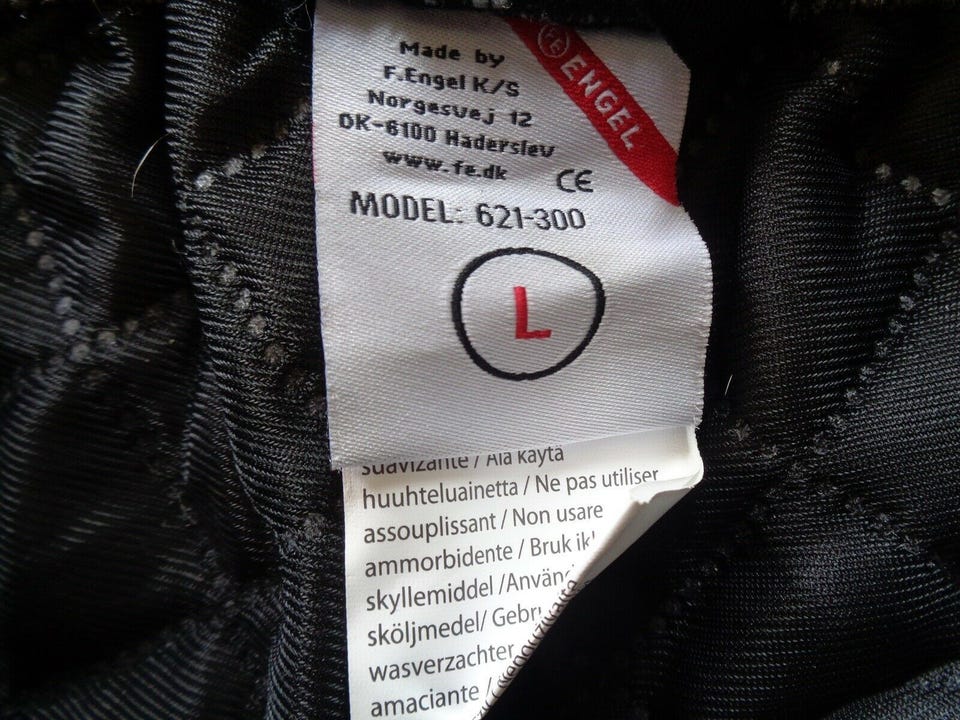 Made by
F.Engel K/S
Norgesvej 12
DK-6100 Haderslev
www.fe.dk
CE
FE ENGEL
MODEL: 621-300
L
suavizante / Älä käytä
huuhteluainetta / Ne pas utiliser
assouplissant / Non usare
ammorbidente / Bruk
skyllemiddel /
sköljmedel/
wasverzachter
amaciante /